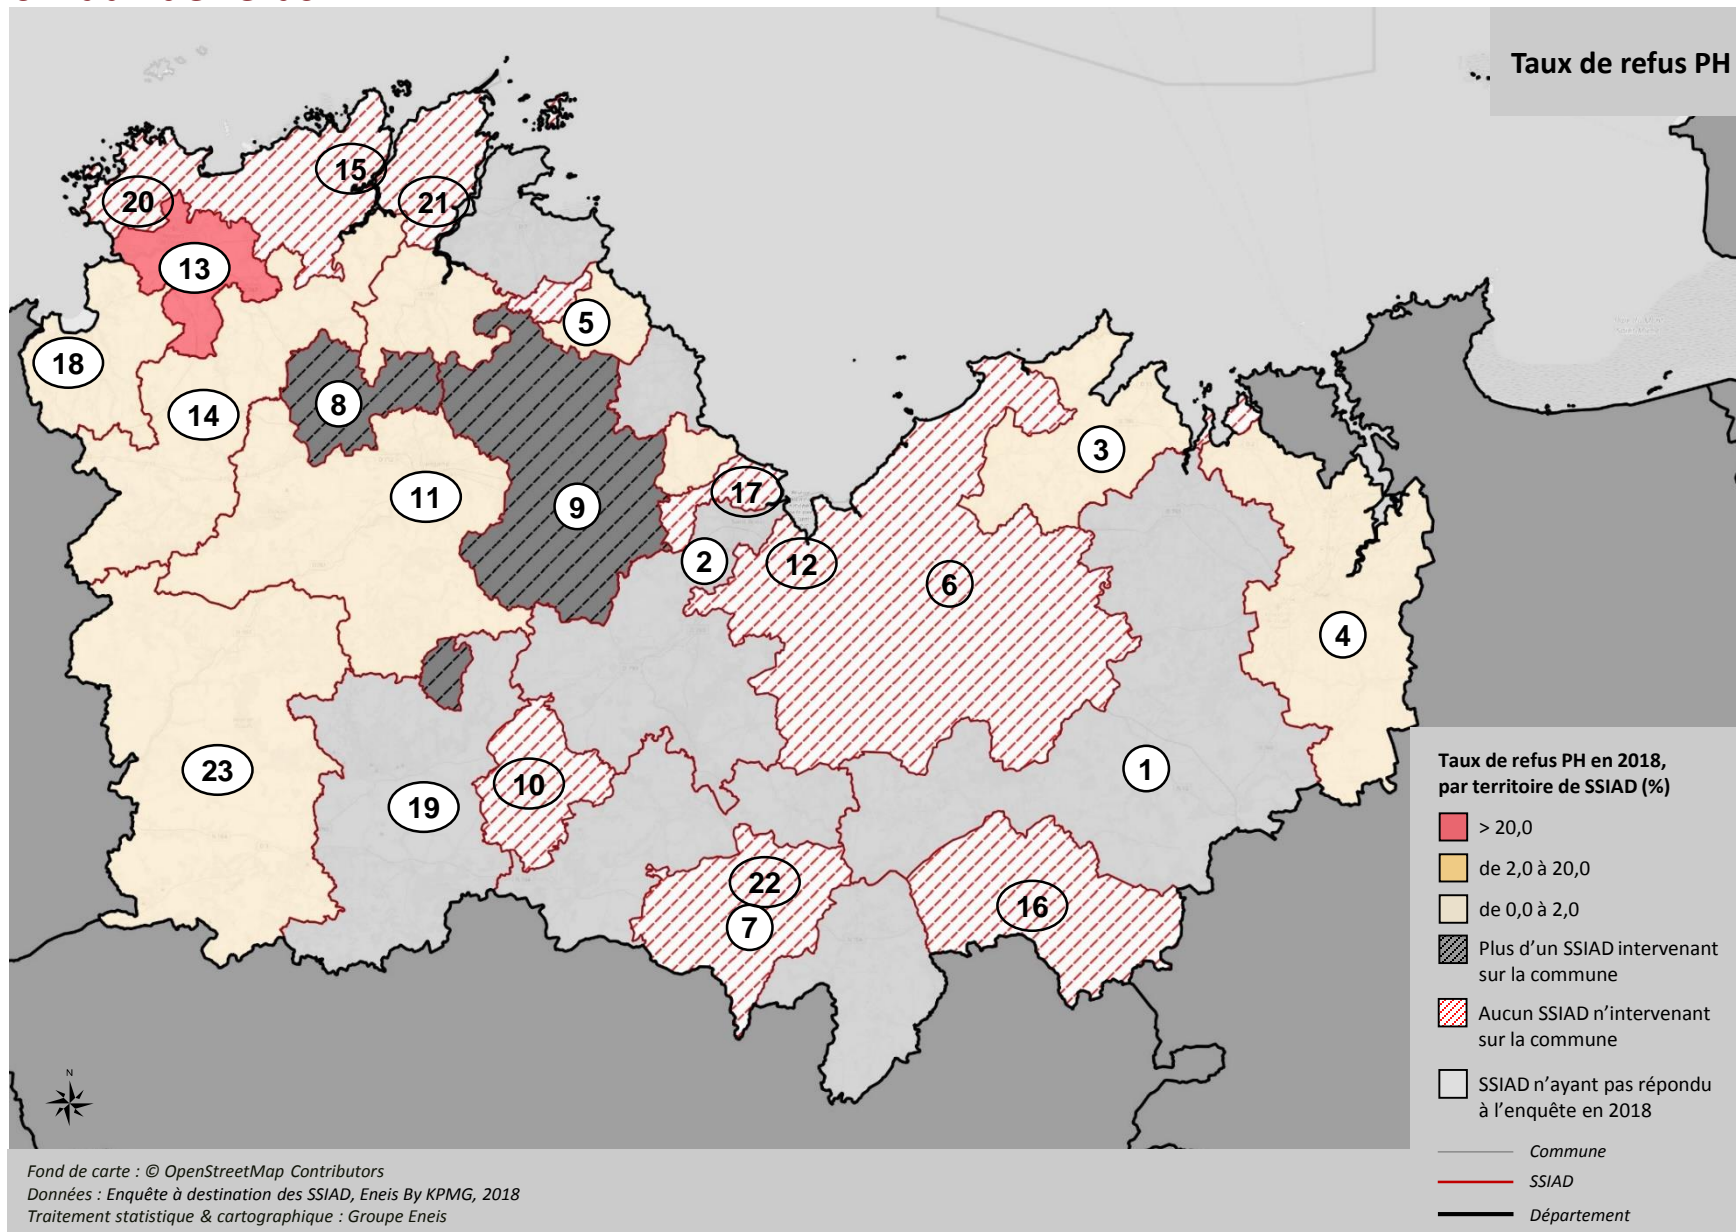 Taux de refus PH
15
20
21
13
5
18
8
14
3
11
17
9
2
12
6
4
23
10
1
19
22
16
7
N
Taux de refus PH en 2018,
par territoire de SSIAD (%)
> 20,0
de 2,0 à 20,0
de 0,0 à 2,0
Plus d’un SSIAD intervenant
sur la commune
Aucun SSIAD n’intervenant
sur la commune
SSIAD n’ayant pas répondu
à l’enquête en 2018
Commune
SSIAD
Département
Fond de carte : © OpenStreetMap Contributors
Données : Enquête à destination des SSIAD, Eneis By KPMG, 2018
Traitement statistique & cartographique : Groupe Eneis